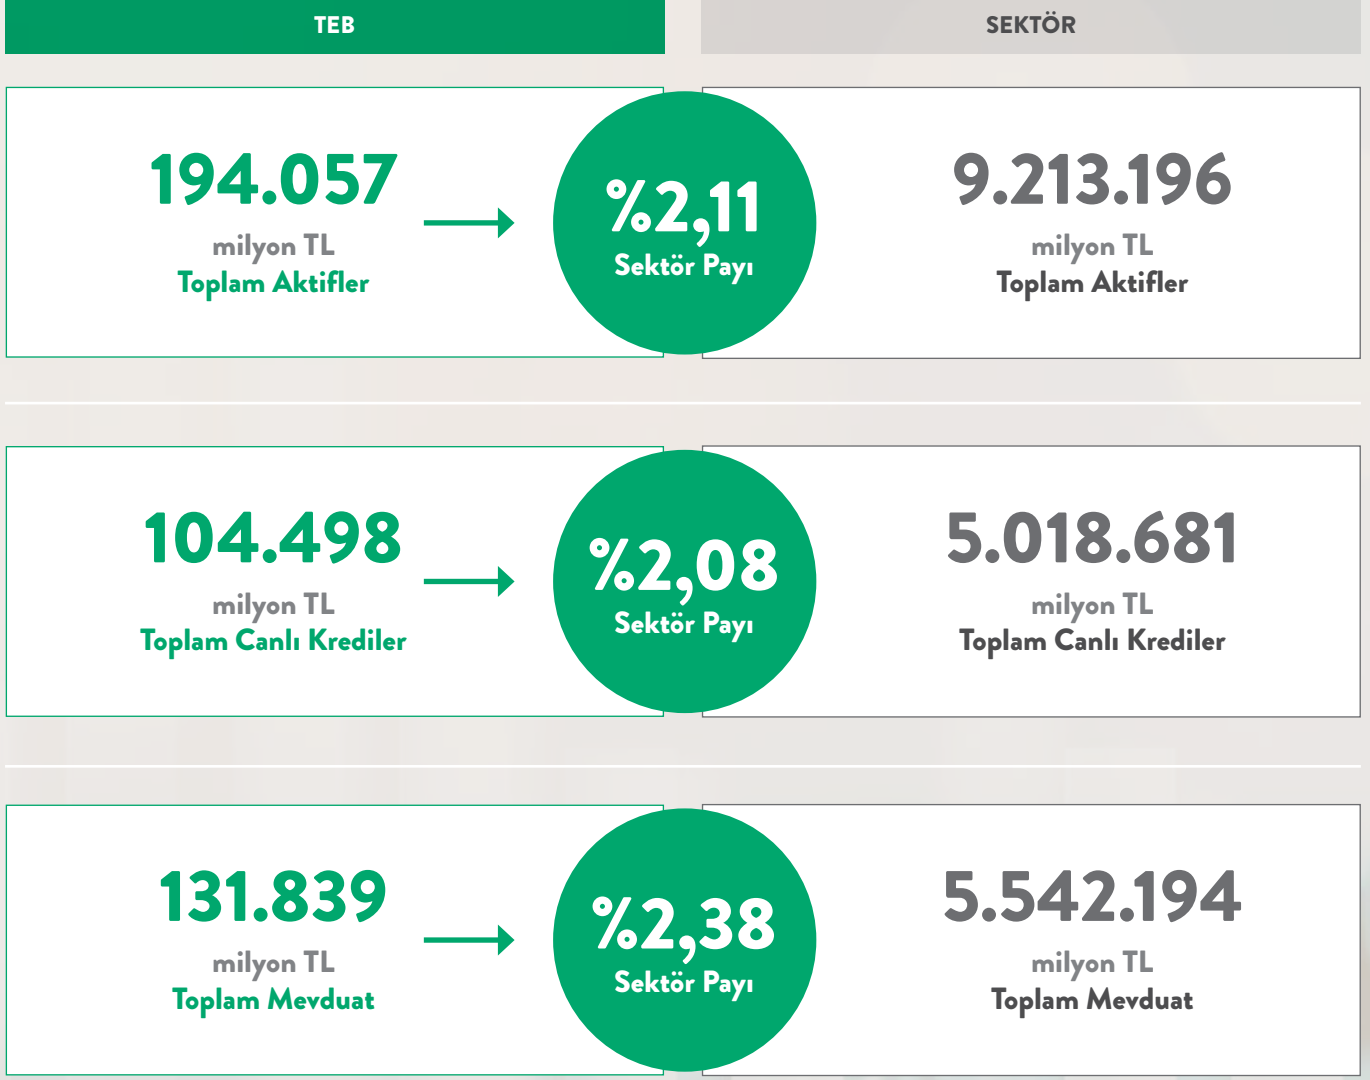 TEB
SEKTÖR
194.057
milyon TL
Toplam Aktifler
%2,11
Sektör Payı
9.213.196
milyon TL
Toplam Aktifler
104.498
milyon TL
Toplam Canlı Krediler
%2,08
Sektör Payı
5.018.681
milyon TL
Toplam Canlı Krediler
131.839
milyon TL
Toplam Mevduat
%2,38
Sektör Payı
5.542.194
milyon TL
Toplam Mevduat